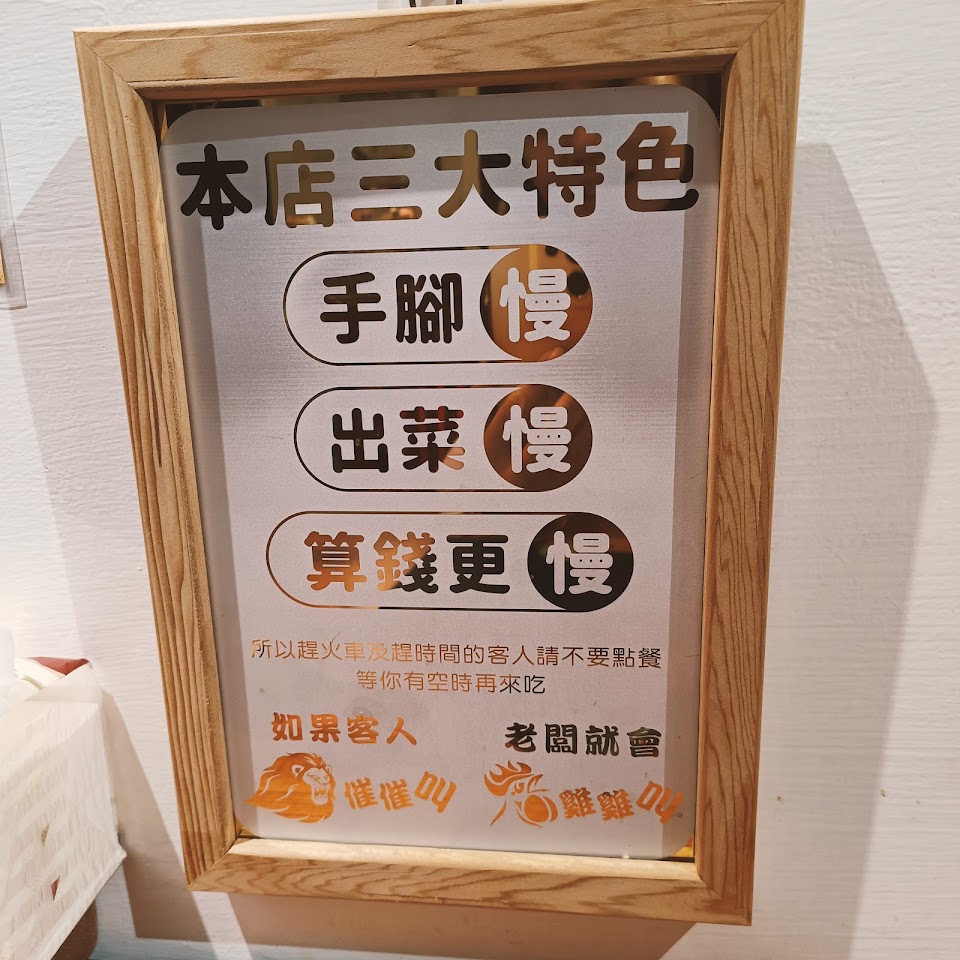 本店三大特色
手腳慢
出菜慢
算錢更慢
所以趕火車及趕時間的客人請不要點餐
等你有空時再來吃
如果客人 老闆就會
催催叫 雞雞叫